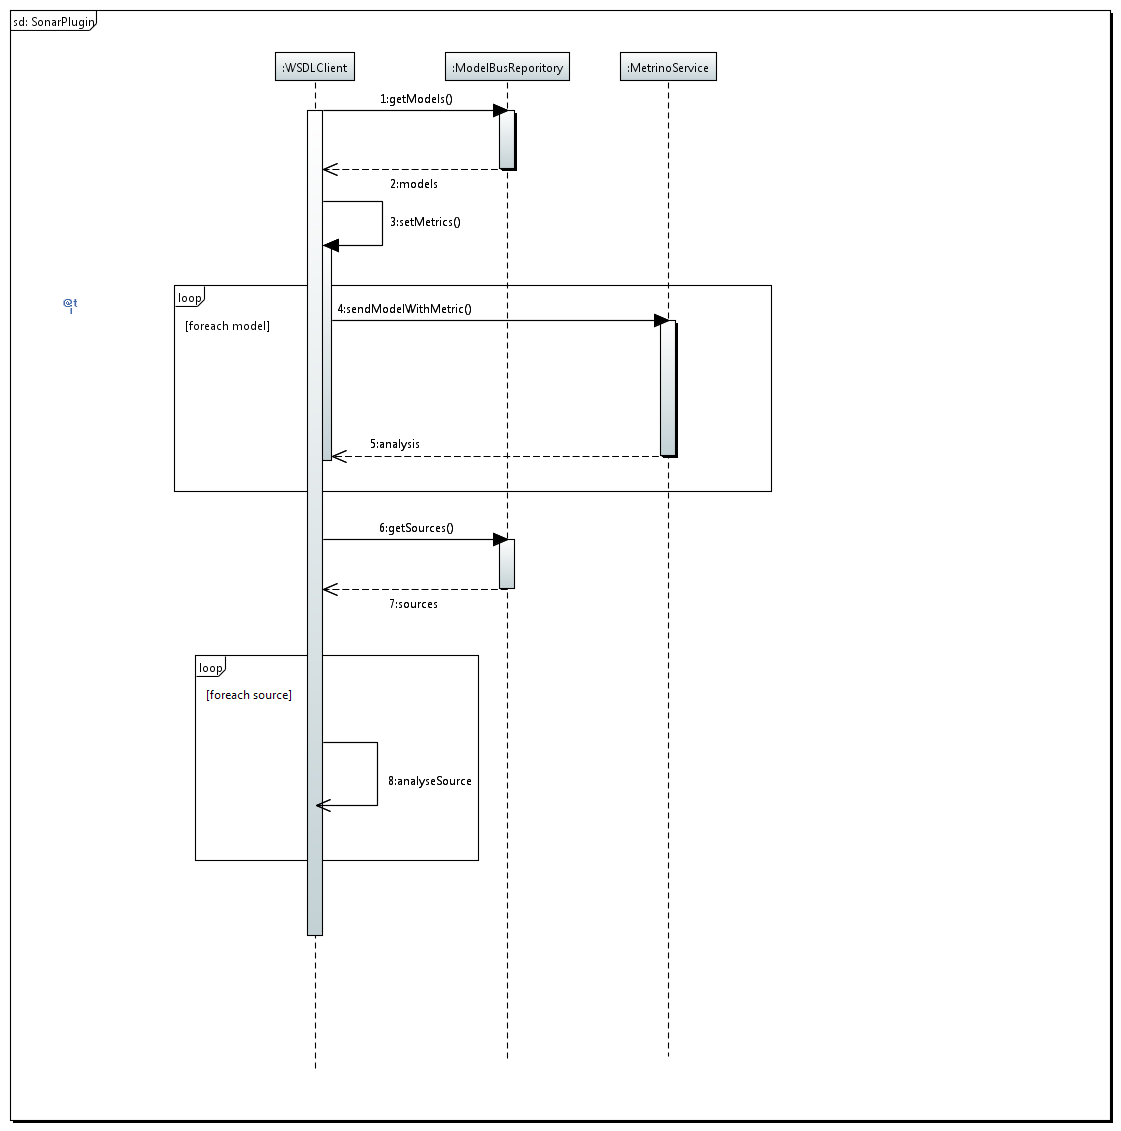 sd: SonarPlugin
:WSDLClient
:ModelBusReporitory
:MetrinoService
1:getModels()
2:models
3:setMetrics()
loop
[foreach model]
4:sendModelWithMetric()
5:analysis
6:getSources()
7:sources
loop
[foreach source]
8:analyseSource